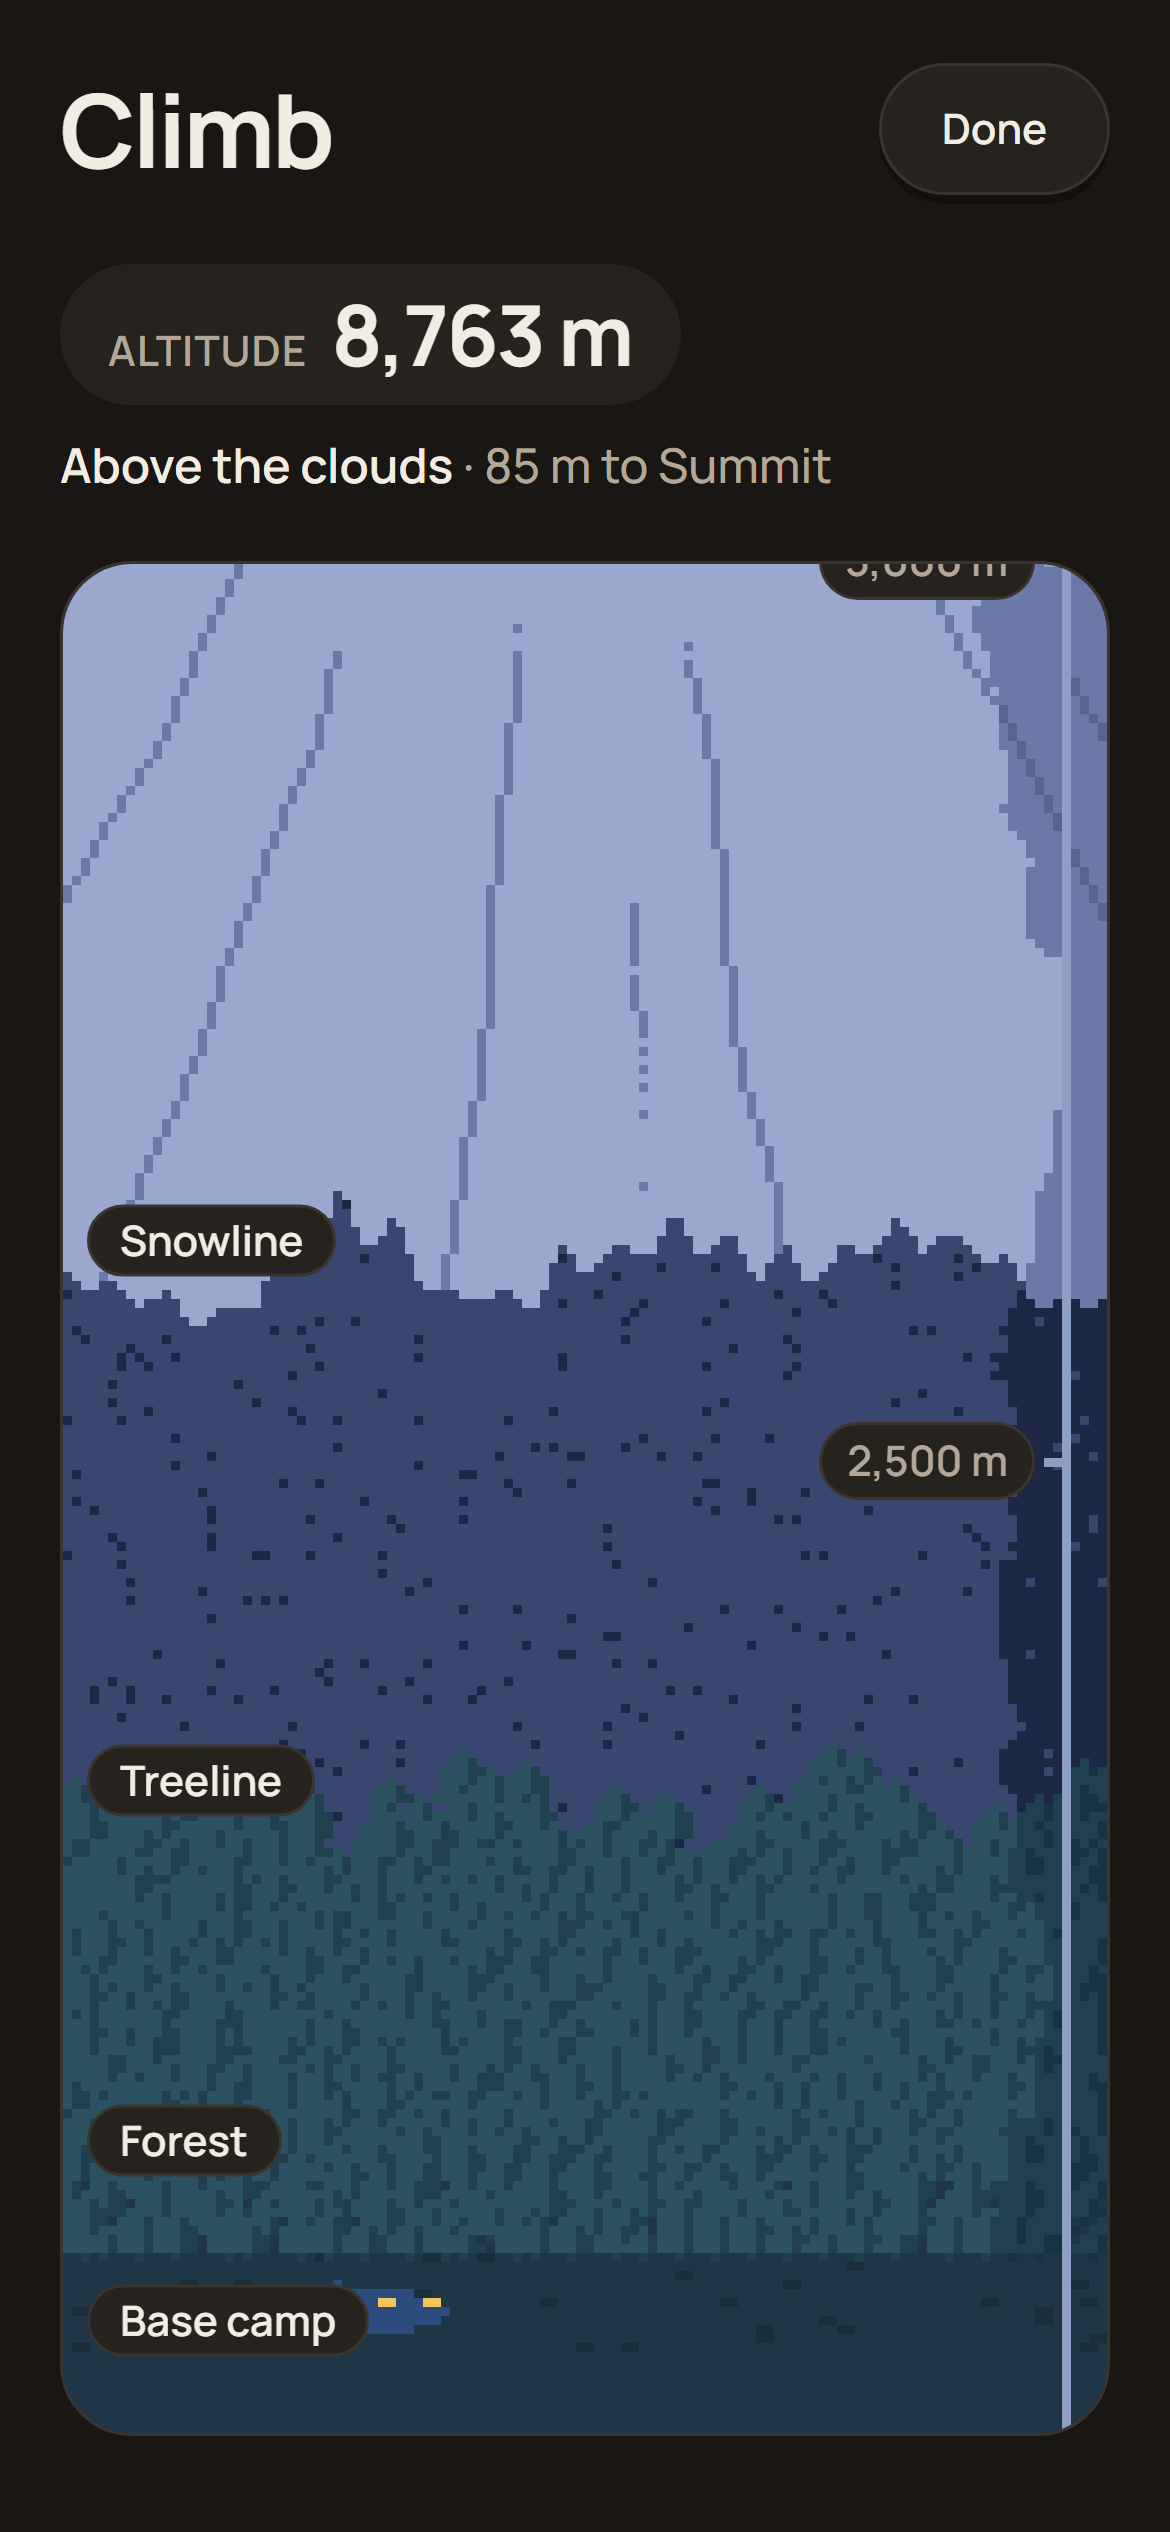 Climb
Done
ALTITUDE 8,763 m
Above the clouds · 85 m to Summit
Snowline
2,500 m
Treeline
Forest
Base camp